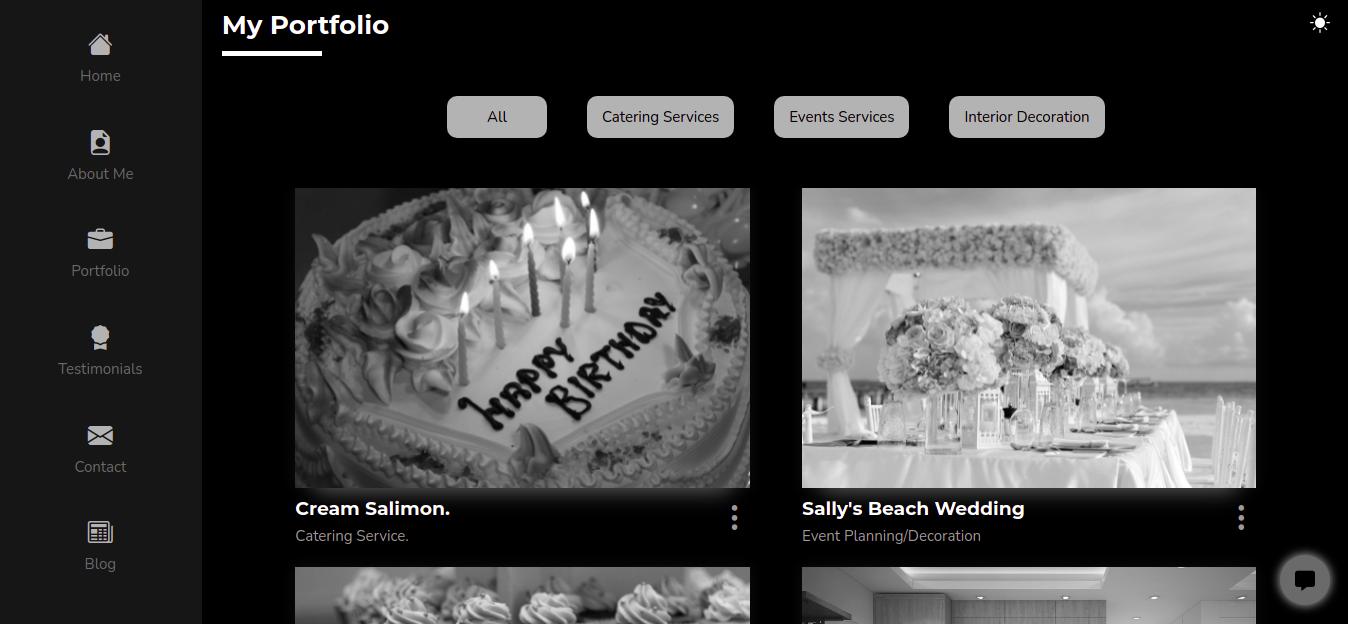 My Portfolio
Home
About Me
Portfolio
Testimonials
Contact
Blog
All
Catering Services
Events Services
Interior Decoration
HAPPY
BIRTHDAY
Cream Salimon.
Catering Service.
Sally's Beach Wedding
Event Planning/Decoration